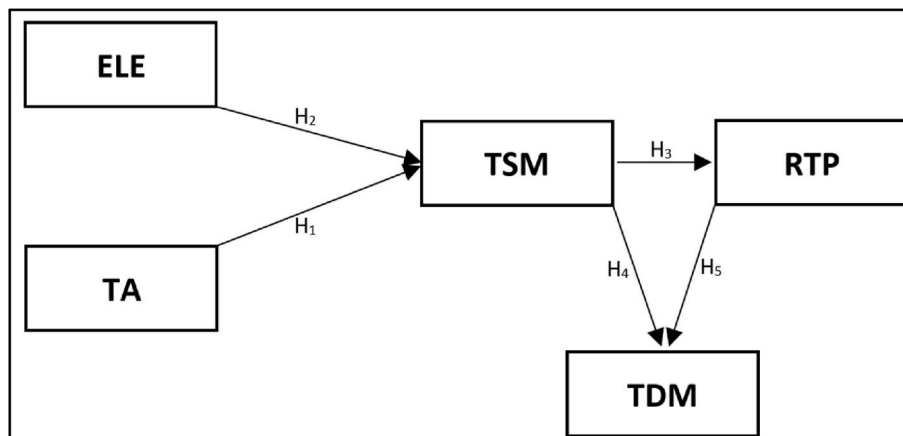 ELE
H₂
TSM
H₃
RTP
H₁
TA
H₄
H₅
TDM